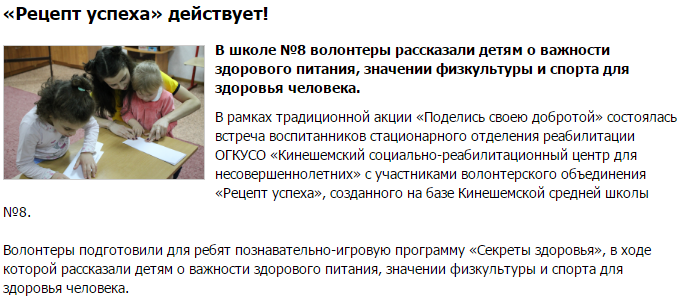 «Рецепт успеха» действует!
В школе №8 волонтеры рассказали детям о важности
здорового питания, значении физкультуры и спорта для
здоровья человека.
В рамках традиционной акции «Поделись своею добротой» состоялась
встреча воспитанников стационарного отделения реабилитации
ОГКУСО «Кинешемский социально-реабилитационный центр для
несовершеннолетних» с участниками волонтерского объединения
«Рецепт успеха», созданного на базе Кинешемской средней школы
№8.
Волонтеры подготовили для ребят познавательно-игровую программу «Секреты здоровья», в ходе
которой рассказали детям о важности здорового питания, значении физкультуры и спорта для
здоровья человека.